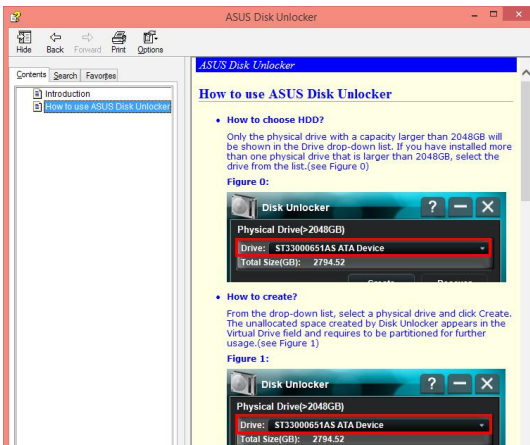 ASUS Disk Unlocker
Hide Back Forward Print Options
Contents Search Favorites
Introduction
How to use ASUS Disk Unlocker
ASUS Disk Unlocker
How to use ASUS Disk Unlocker
How to choose HDD?
Only the physical drive with a capacity larger than 2048GB will
be shown in the Drive drop-down list. If you have installed more
than one physical drive that is larger than 2048GB, select the
drive from the list.(see Figure 0)
Figure 0:
Disk Unlocker
Physical Drive(>2048GB)
Drive: ST33000651AS ATA Device
Total Size(GB): 2794.52
How to create?
From the drop-down list, select a physical drive and click Create.
The unallocated space created by Disk Unlocker appears in the
Virtual Drive field and requires to be partitioned for further
usage.(see Figure 1)
Figure 1:
Disk Unlocker
Physical Drive(>2048GB)
Drive: ST33000651AS ATA Device
Total Size(GB): 2794.52